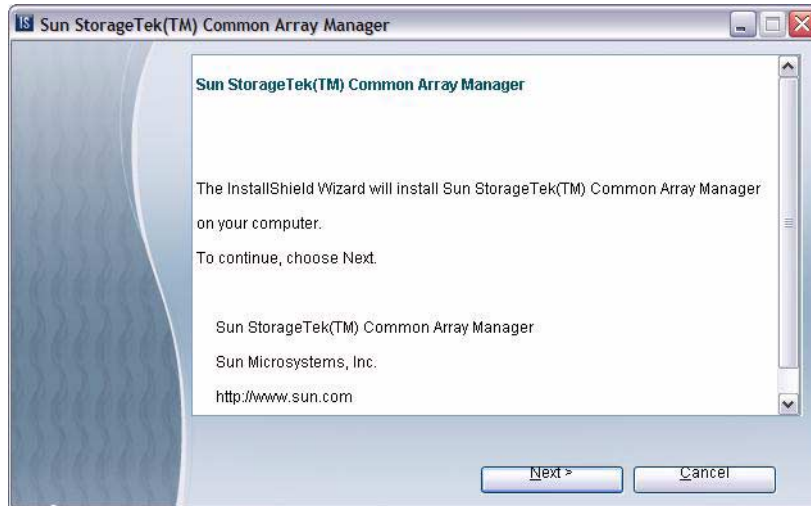 IS Sun StorageTek(TM) Common Array Manager
Sun StorageTek(TM) Common Array Manager
The InstallShield Wizard will install Sun StorageTek(TM) Common Array Manager
on your computer.
To continue, choose Next.
Sun StorageTek(TM) Common Array Manager
Sun Microsystems, Inc.
http://www.sun.com
Next > Cancel